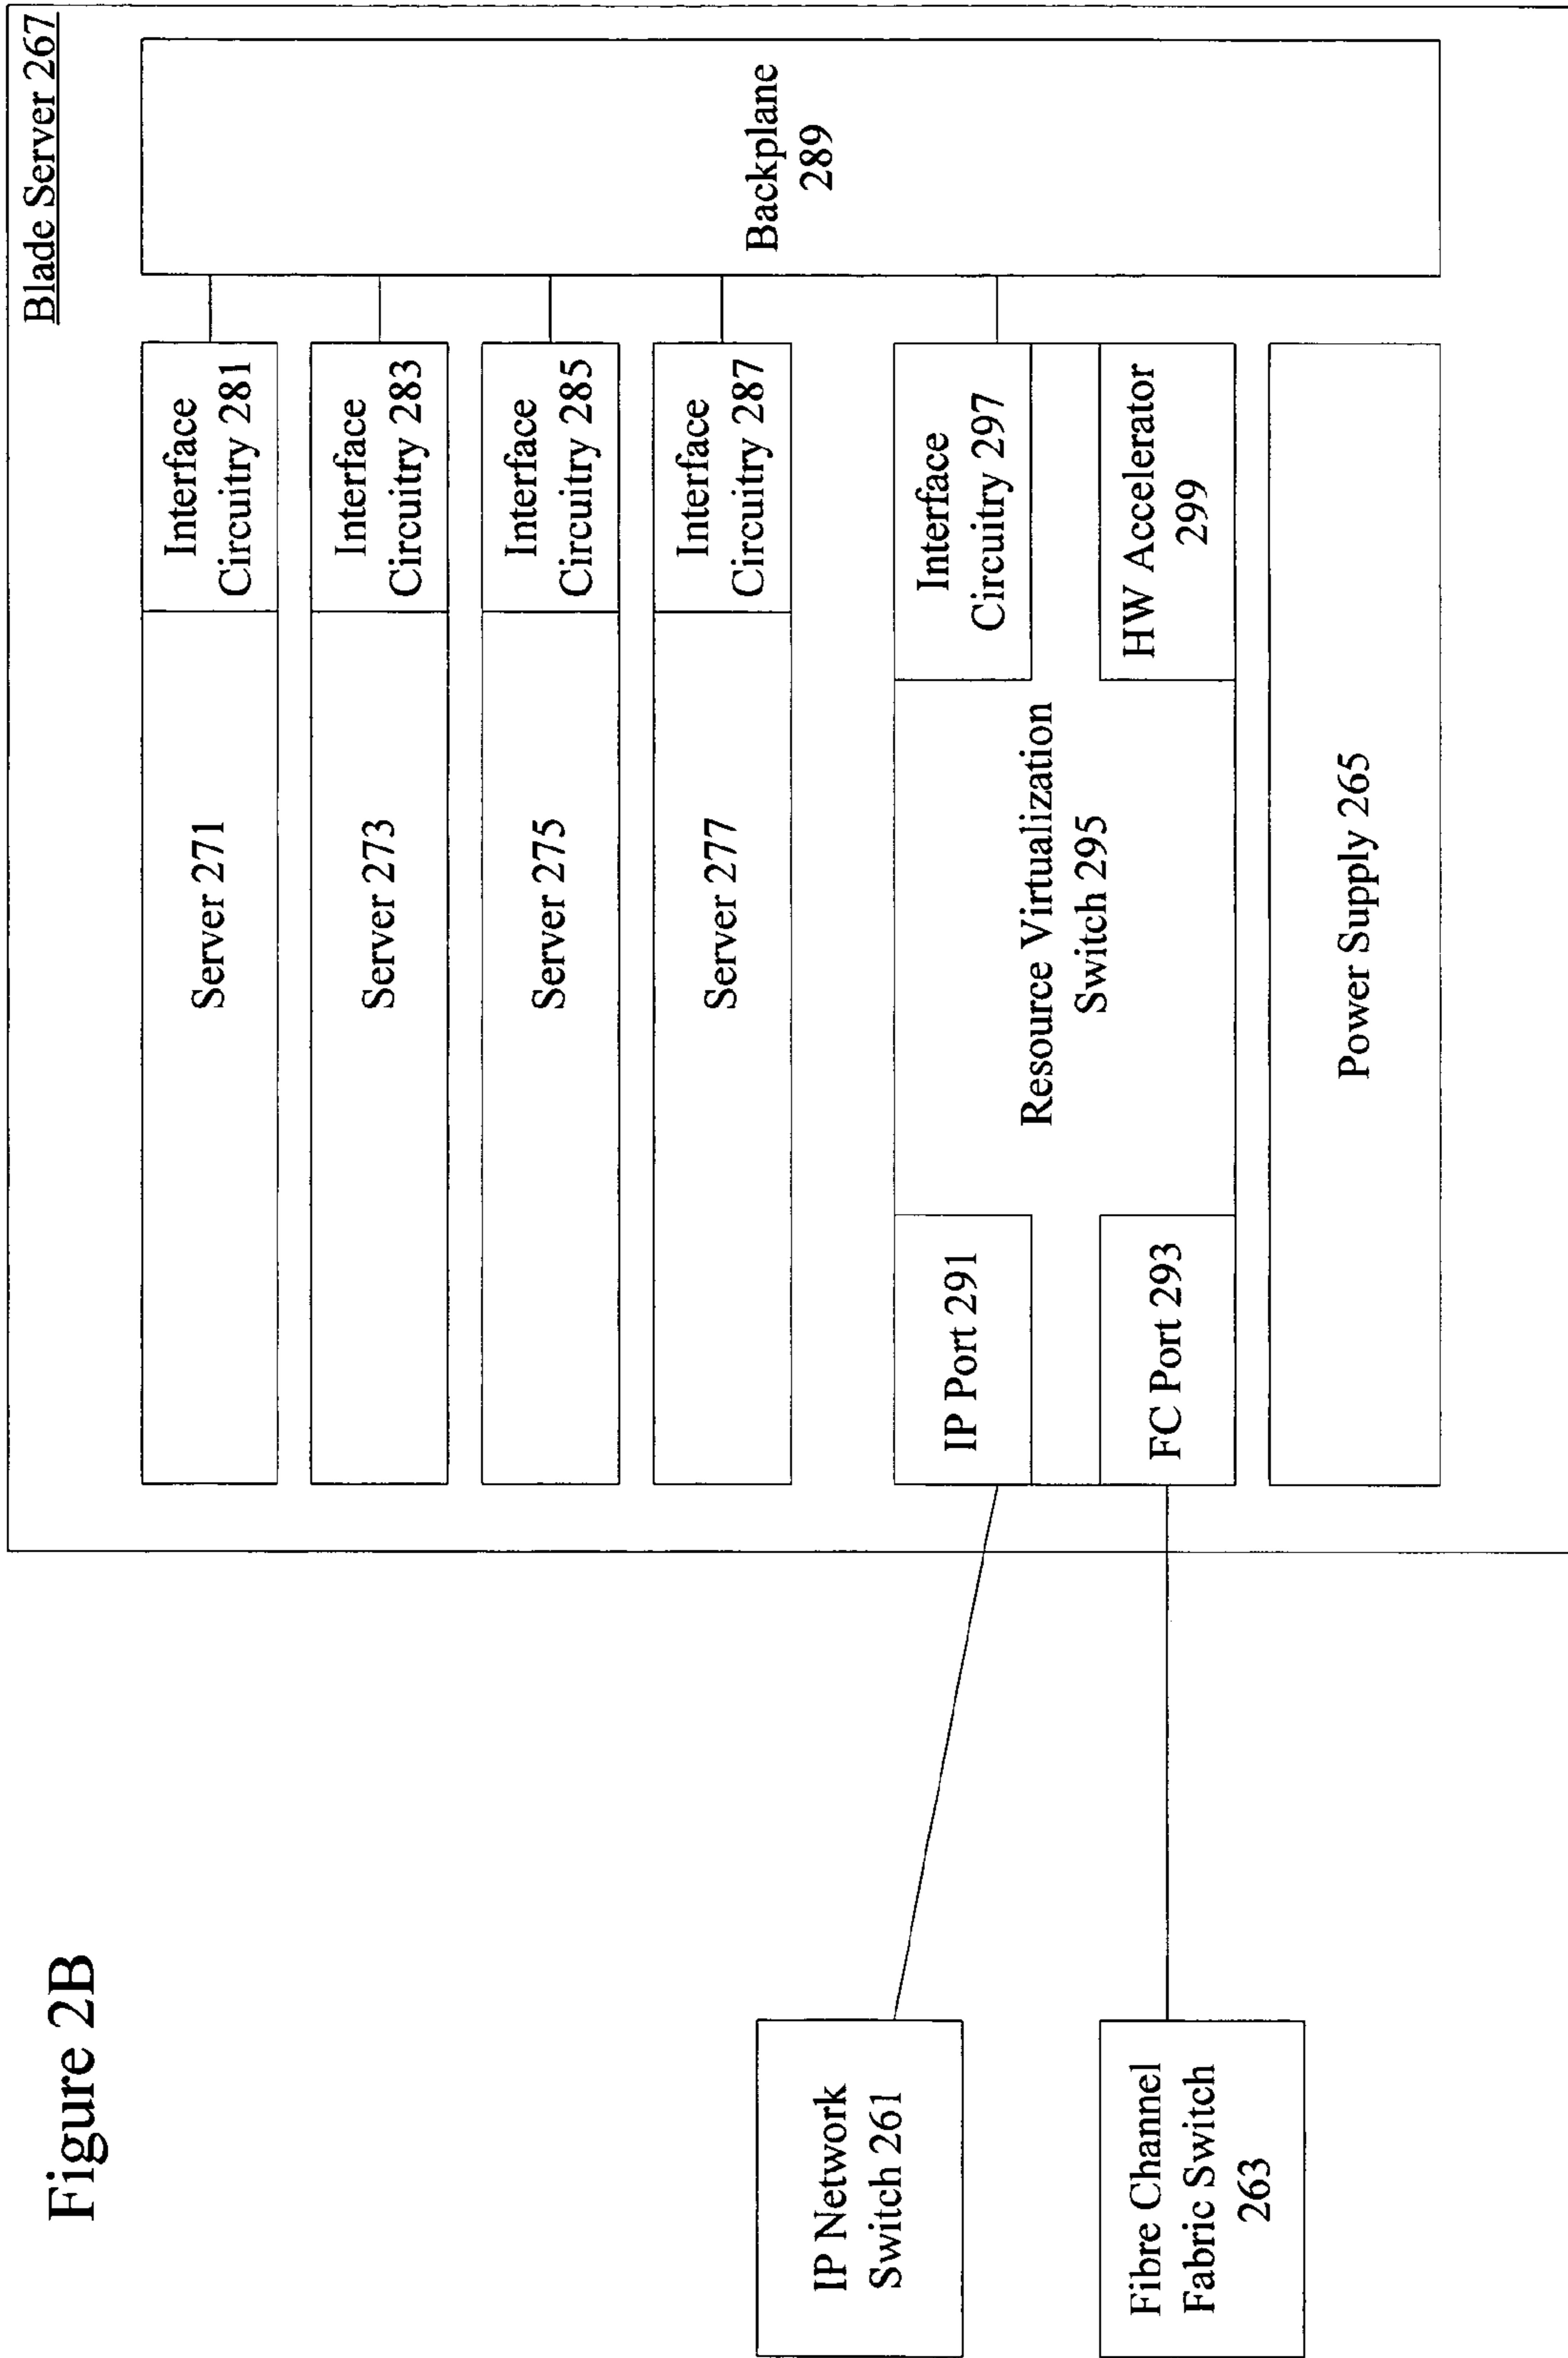 Figure 2B
Blade Server 267
Server 271
Interface
Circuitry 281
Server 273
Interface
Circuitry 283
Server 275
Interface
Circuitry 285
Server 277
Interface
Circuitry 287
Backplane
289
IP Network
Switch 261
Fibre Channel
Fabric Switch
263
IP Port 291
FC Port 293
Resource Virtualization
Switch 295
Interface
Circuitry 297
HW Accelerator
299
Power Supply 265